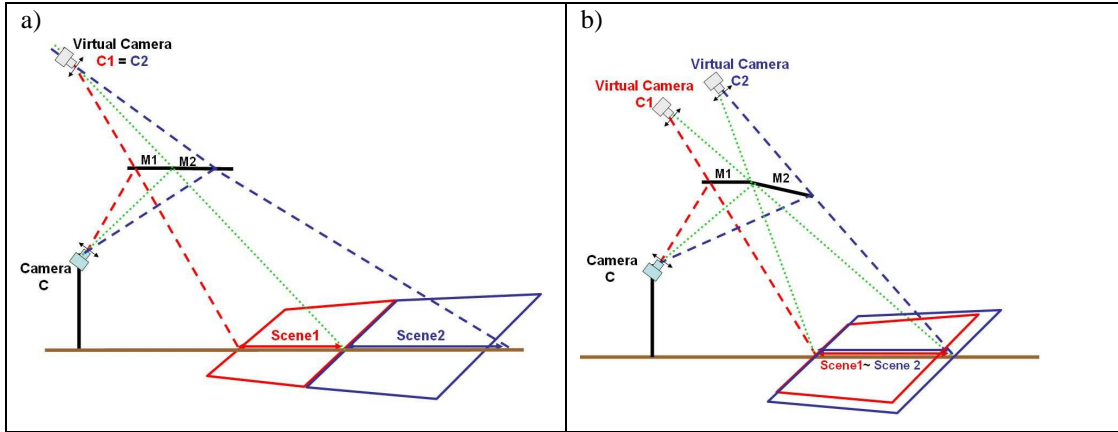 a)
Virtual Camera
C1 = C2
M1 M2
Camera
C
Scene1 Scene2
b)
Virtual Camera
C2
Virtual Camera
C1
M1 M2
Camera
C
Scene1~ Scene 2